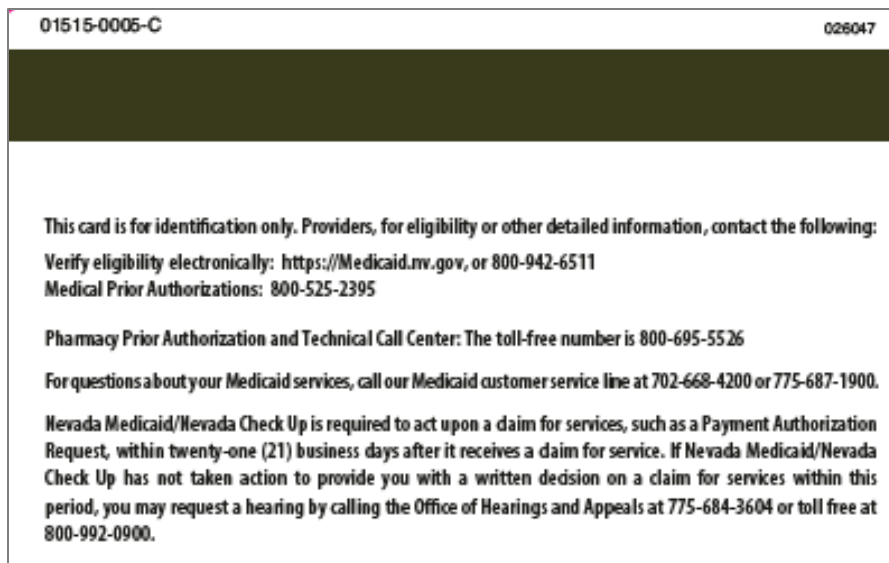 01515-0005-C
026047
This card is for identification only. Providers, for eligibility or other detailed information, contact the following:
Verify eligibility electronically: https://Medicaid.nv.gov, or 800-942-6511
Medical Prior Authorizations: 800-525-2395
Pharmacy Prior Authorization and Technical Call Center: The toll-free number is 800-695-5526
For questions about your Medicaid services, call our Medicaid customer service line at 702-668-4200 or 775-687-1900.
Nevada Medicaid/Nevada Check Up is required to act upon a claim for services, such as a Payment Authorization
Request, within twenty-one (21) business days after it receives a claim for service. If Nevada Medicaid/Nevada
Check Up has not taken action to provide you with a written decision on a claim for services within this
period, you may request a hearing by calling the Office of Hearings and Appeals at 775-684-3604 or toll free at
800-992-0900.